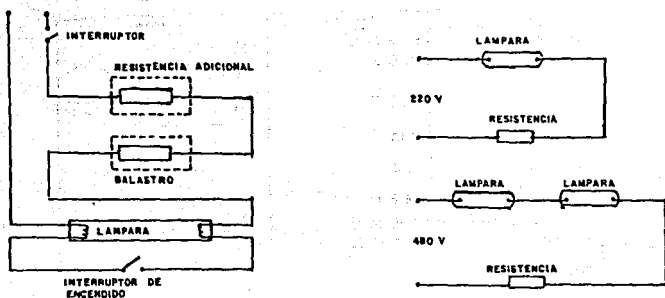 INTERRUPTOR
RESISTENCIA ADICIONAL
BALASTRO
LAMPARA
INTERRUPTOR DE
ENCENDIDO
LAMPARA
220 V
RESISTENCIA
LAMPARA LAMPARA
480 V
RESISTENCIA